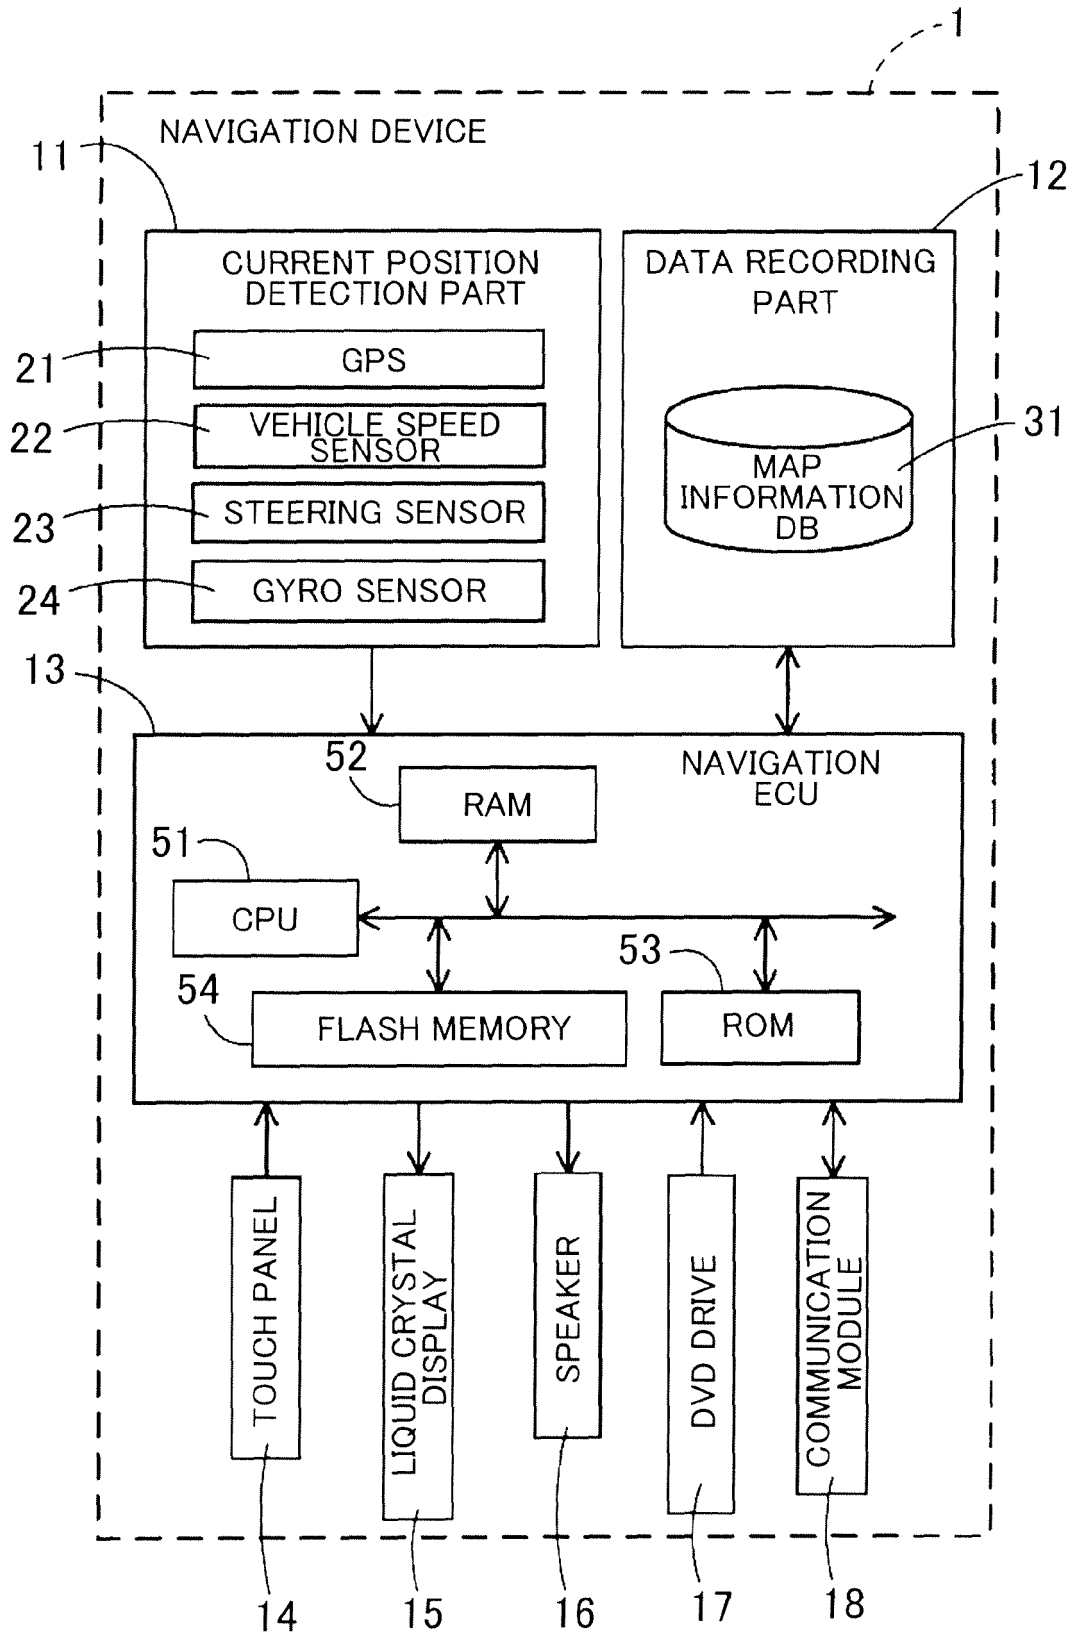 1
NAVIGATION DEVICE
11
12
CURRENT POSITION
DETECTION PART
DATA RECORDING
PART
21
GPS
22
VEHICLE SPEED
SENSOR
31
MAP
INFORMATION
DB
23
STEERING SENSOR
24
GYRO SENSOR
13
NAVIGATION
ECU
52
RAM
51
CPU
53
54
FLASH MEMORY
ROM
TOUCH PANEL
LIQUID CRYSTAL
DISPLAY
SPEAKER
DVD DRIVE
COMMUNICATION
MODULE
14
15
16
17
18